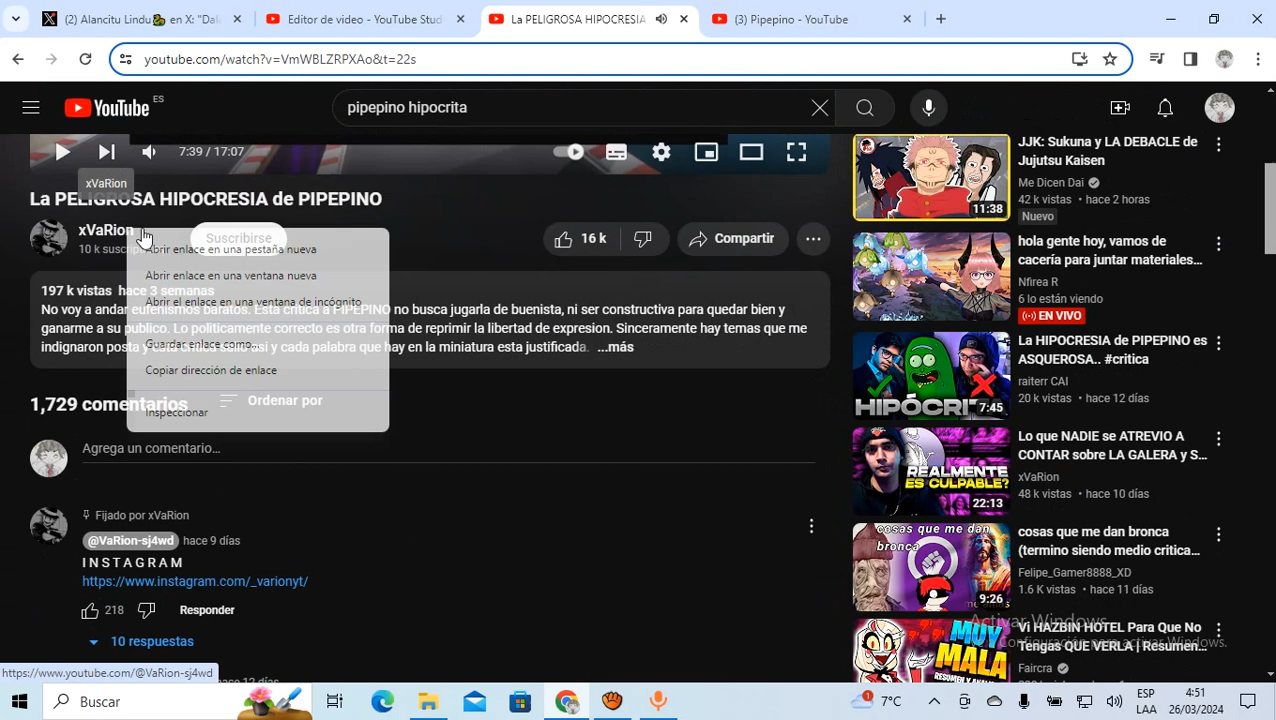 (2) Alancitu Lindu en X: "Dal
Editor de video - YouTube Stud
La PELIGROSA HIPOCRESIA
(3) Pipepino - YouTube
youtube.com/watch?v=VmWBLZRPXAo&t=22s
YouTube ES
pipepino hipocrita
7:39 / 17:07
xVaRion
La PELIGROSA HIPOCRESIA de PIPEPINO
xVaRion
Suscribirse
10 k suscrip
16 k
Compartir
Abrir enlace en una pestaña nueva
Abrir enlace en una ventana nueva
Abrir el enlace en una ventana de incógnito
Guardar enlace como...
Copiar dirección de enlace
Inspeccionar
197 k vistas hace 3 semanas
No voy a andar eufenismos baratos. Esta critica a PIPEPINO no busca jugarla de buenista, ni ser constructiva para quedar bien y
ganarme a su publico. Lo politicamente correcto es otra forma de reprimir la libertad de expresion. Sinceramente hay temas que me
indignaron posta y cada palabra que hay en la miniatura esta justificada. ...más
1,729 comentarios
Ordenar por
Agrega un comentario...
Fijado por xVaRion
@VaRion-sj4wd hace 9 días
I N S T A G R A M
https://www.instagram.com/_varionyt/
218
Responder
10 respuestas
https://www.youtube.com/@VaRion-sj4wd
11:38
JJK: Sukuna y LA DEBACLE de
Jujutsu Kaisen
Me Dicen Dai
42 k vistas • hace 2 horas
Nuevo
hola gente hoy, vamos de
cacería para juntar materiales...
Nfirea R
6 lo están viendo
EN VIVO
HIPÓCRITA
7:45
La HIPOCRESIA de PIPEPINO es
ASQUEROSA.. #critica
raiterr CAI
20 k vistas • hace 12 días
REALMENTE
ES CULPABLE?
22:13
Lo que NADIE se ATREVIO A
CONTAR sobre LA GALERA y S...
xVaRion
48 k vistas • hace 10 días
cosas que me dan
bronca
9:26
cosas que me dan bronca
(termino siendo medio critica...
Felipe_Gamer8888_XD
1.6 K vistas • hace 11 días
MUY
MALA
RESUMEN Y
Vi HAZBIN HOTEL Para Que No
Tengas QUE VERLA | Resumen...
Faircra
Activar Windows
Configuración para activar Windows.
Buscar
7°C
ESP
LAA
4:51
26/03/2024